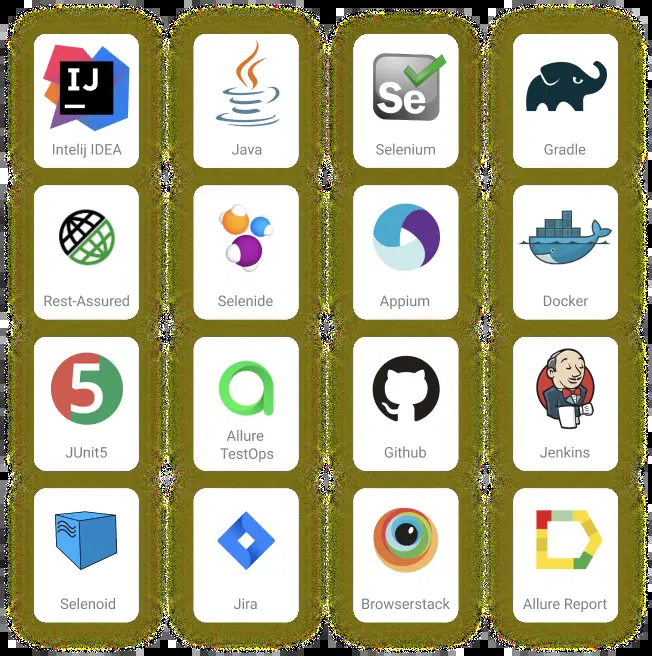 IJ
Intelij IDEA
Java
Se
Selenium
Gradle
Rest-Assured
Selenide
Appium
Docker
5
JUnit5
Allure
TestOps
Github
Jenkins
Selenoid
Jira
Browserstack
Allure Report